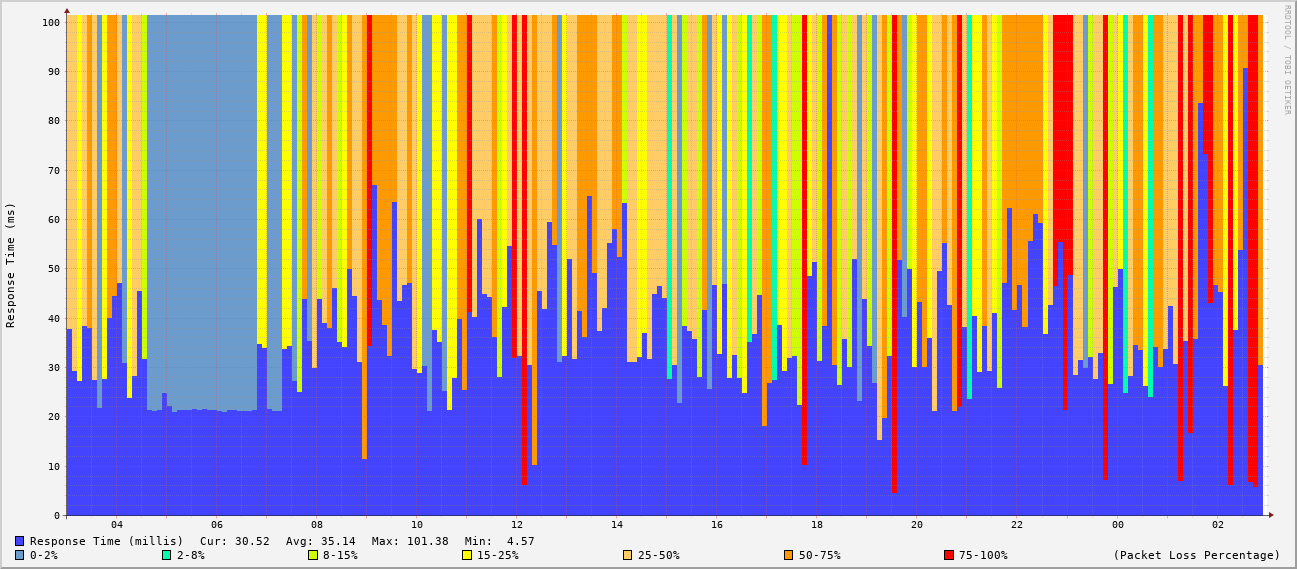 RRDTOOL / TOBI OETIKER
Response Time (ms)
100
90
80
70
60
50
40
30
20
10
0
04 06 08 10 12 14 16 18 20 22 00 02
Response Time (millis) Cur: 30.52 Avg: 35.14 Max: 101.38 Min: 4.57
0-2% 2-8% 8-15% 15-25% 25-50% 50-75% 75-100% (Packet Loss Percentage)